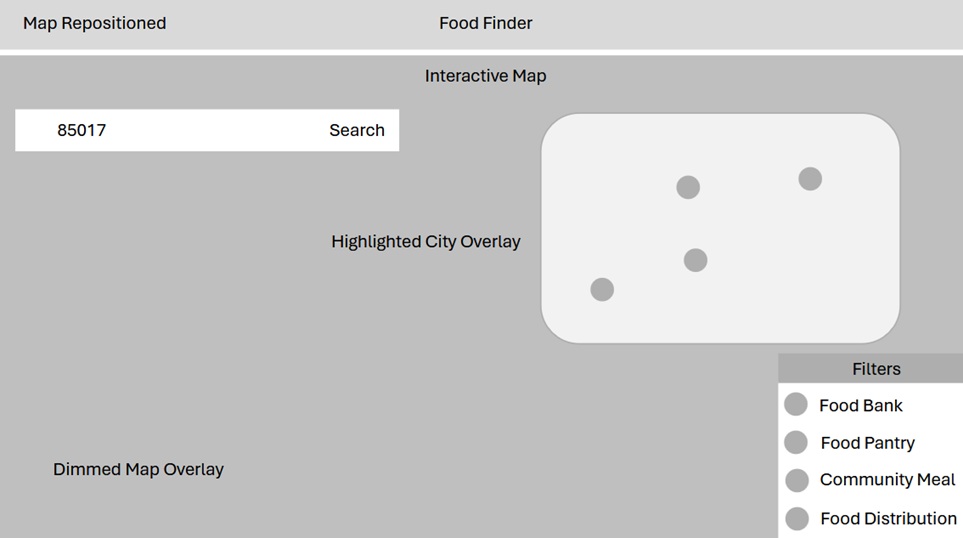 Map Repositioned
Food Finder
Interactive Map
85017
Search
Highlighted City Overlay
Filters
Food Bank
Food Pantry
Community Meal
Food Distribution
Dimmed Map Overlay